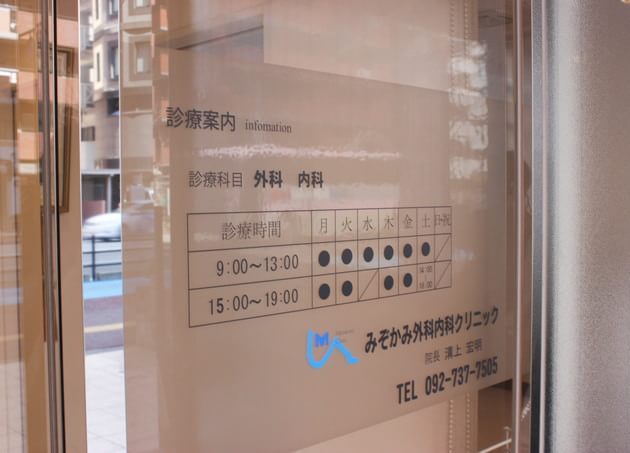 診療案内 infomation
診療科目 外科 内科
診療時間 月 火 水 木 金 土 日・祝
9:00～13:00 ● ● ● ● ● ● ／
15:00～19:00 ● ● ／ ● ● 14:00～16:00 ／
みぞかみ外科内科クリニック
院長 溝上 宏明
TEL 092-737-7505